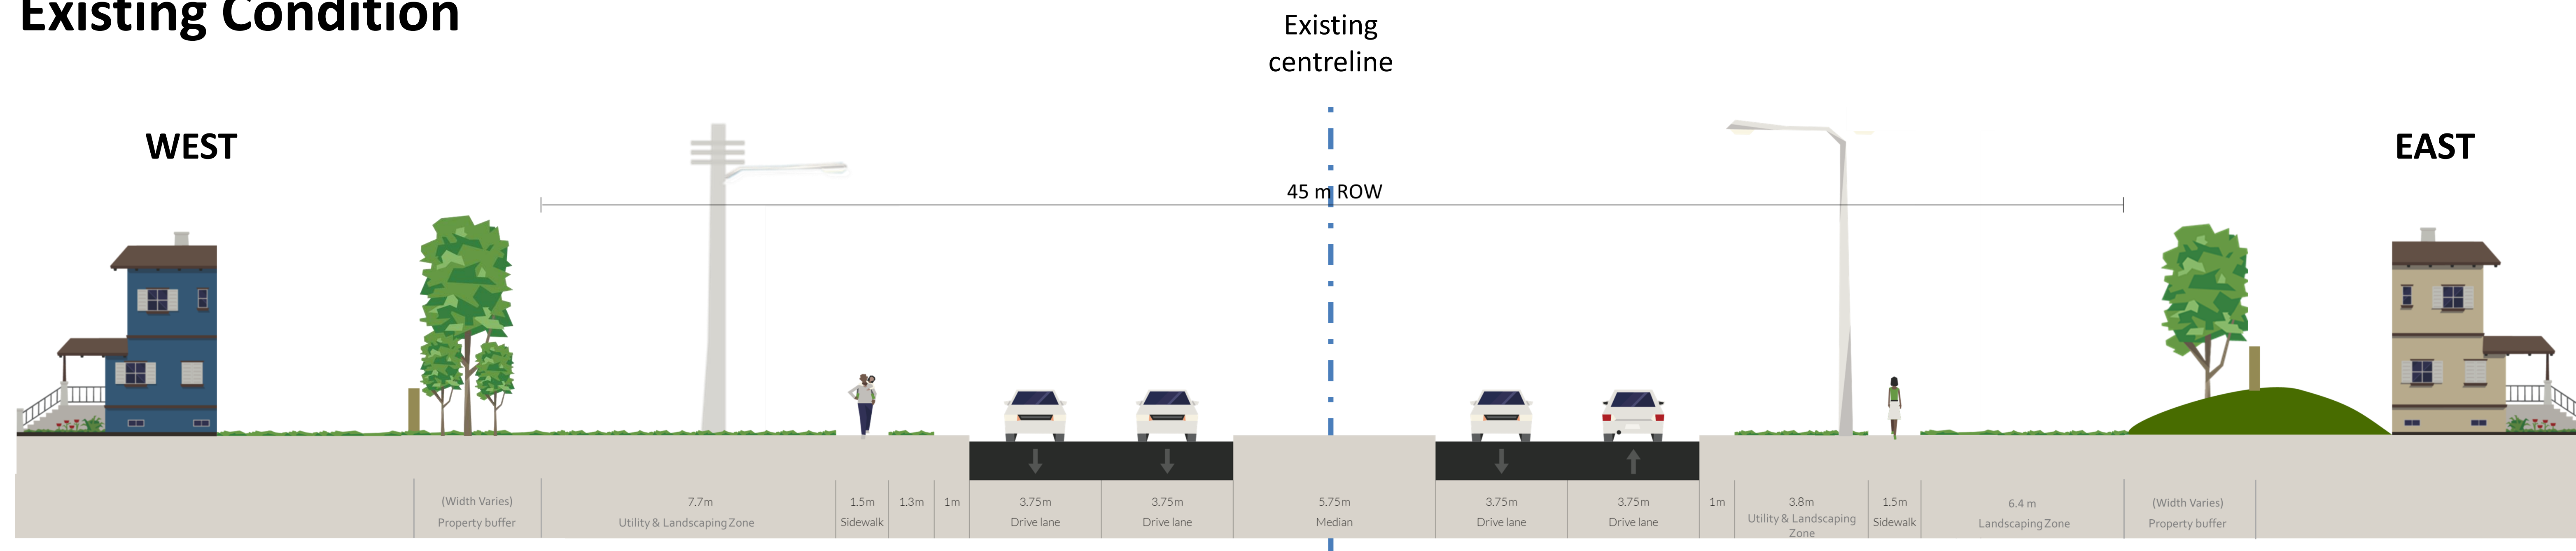 Existing Condition
Existing
centreline
WEST
EAST
45 m ROW
(Width Varies)
Property buffer
7.7m
Utility & Landscaping Zone
1.5m
Sidewalk
1.3m
1m
3.75m
Drive lane
3.75m
Drive lane
5.75m
Median
3.75m
Drive lane
3.75m
Drive lane
1m
3.8m
Utility & Landscaping
Zone
1.5m
Sidewalk
6.4 m
Landscaping Zone
(Width Varies)
Property buffer